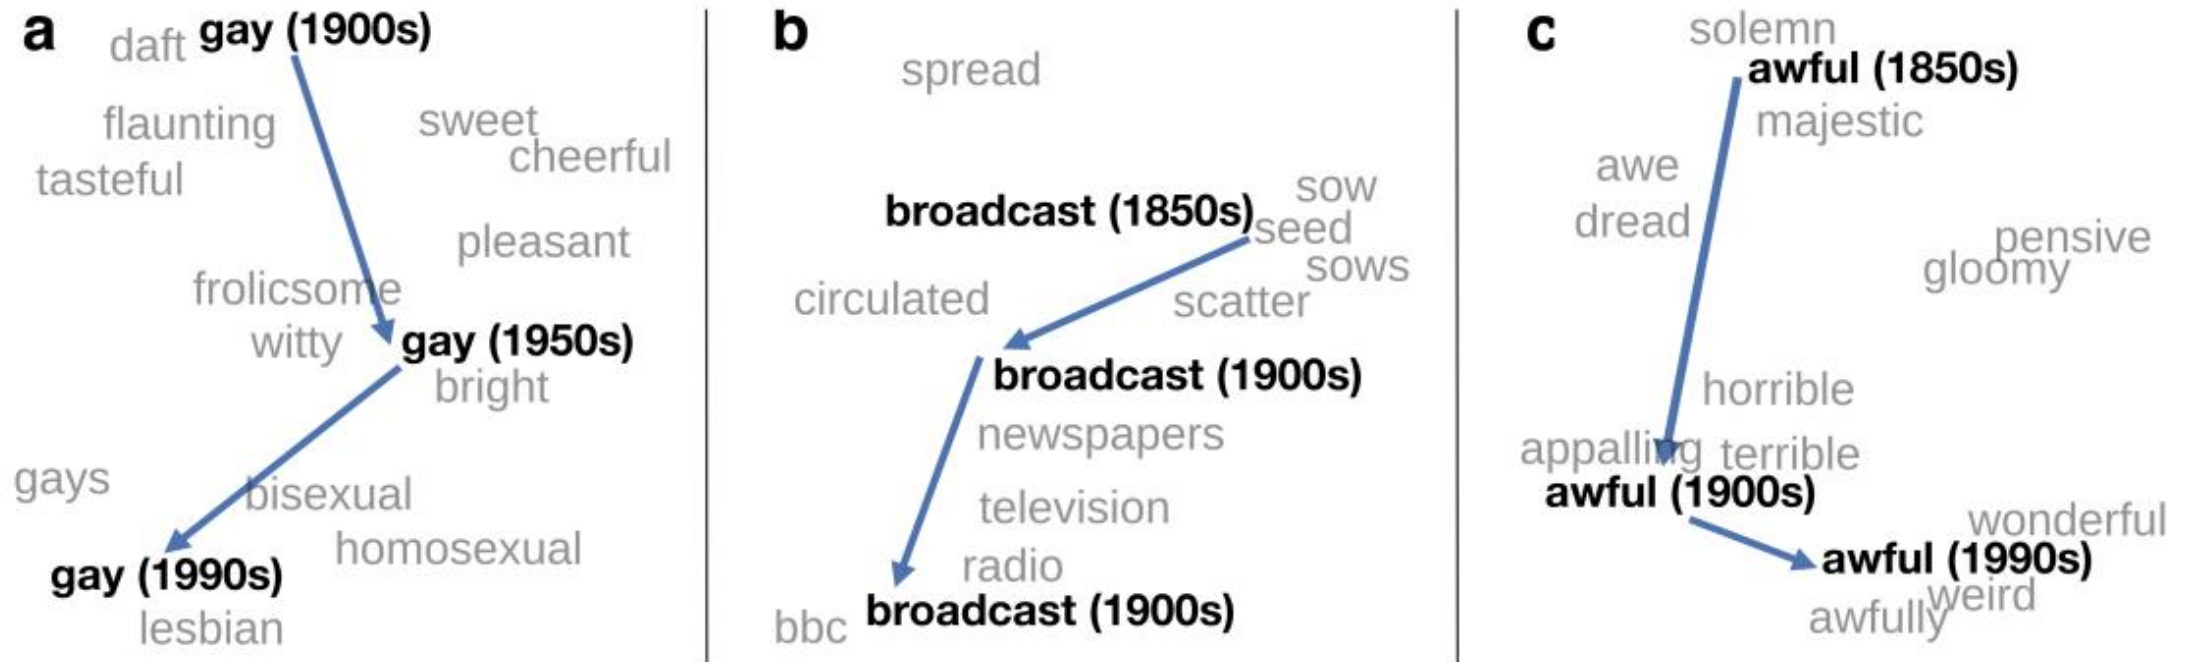 a
daft gay (1900s)
flaunting
sweet
cheerful
tasteful
pleasant
frolicsome
witty
gay (1950s)
bright
gays
bisexual
homosexual
gay (1990s)
lesbian
b
spread
broadcast (1850s)
sow
seed
sows
circulated
scatter
broadcast (1900s)
newspapers
television
radio
bbc broadcast (1900s)
c
solemn
awful (1850s)
majestic
awe
dread
pensive
gloomy
horrible
appalling terrible
awful (1900s)
wonderful
awful (1990s)
weird
awfully